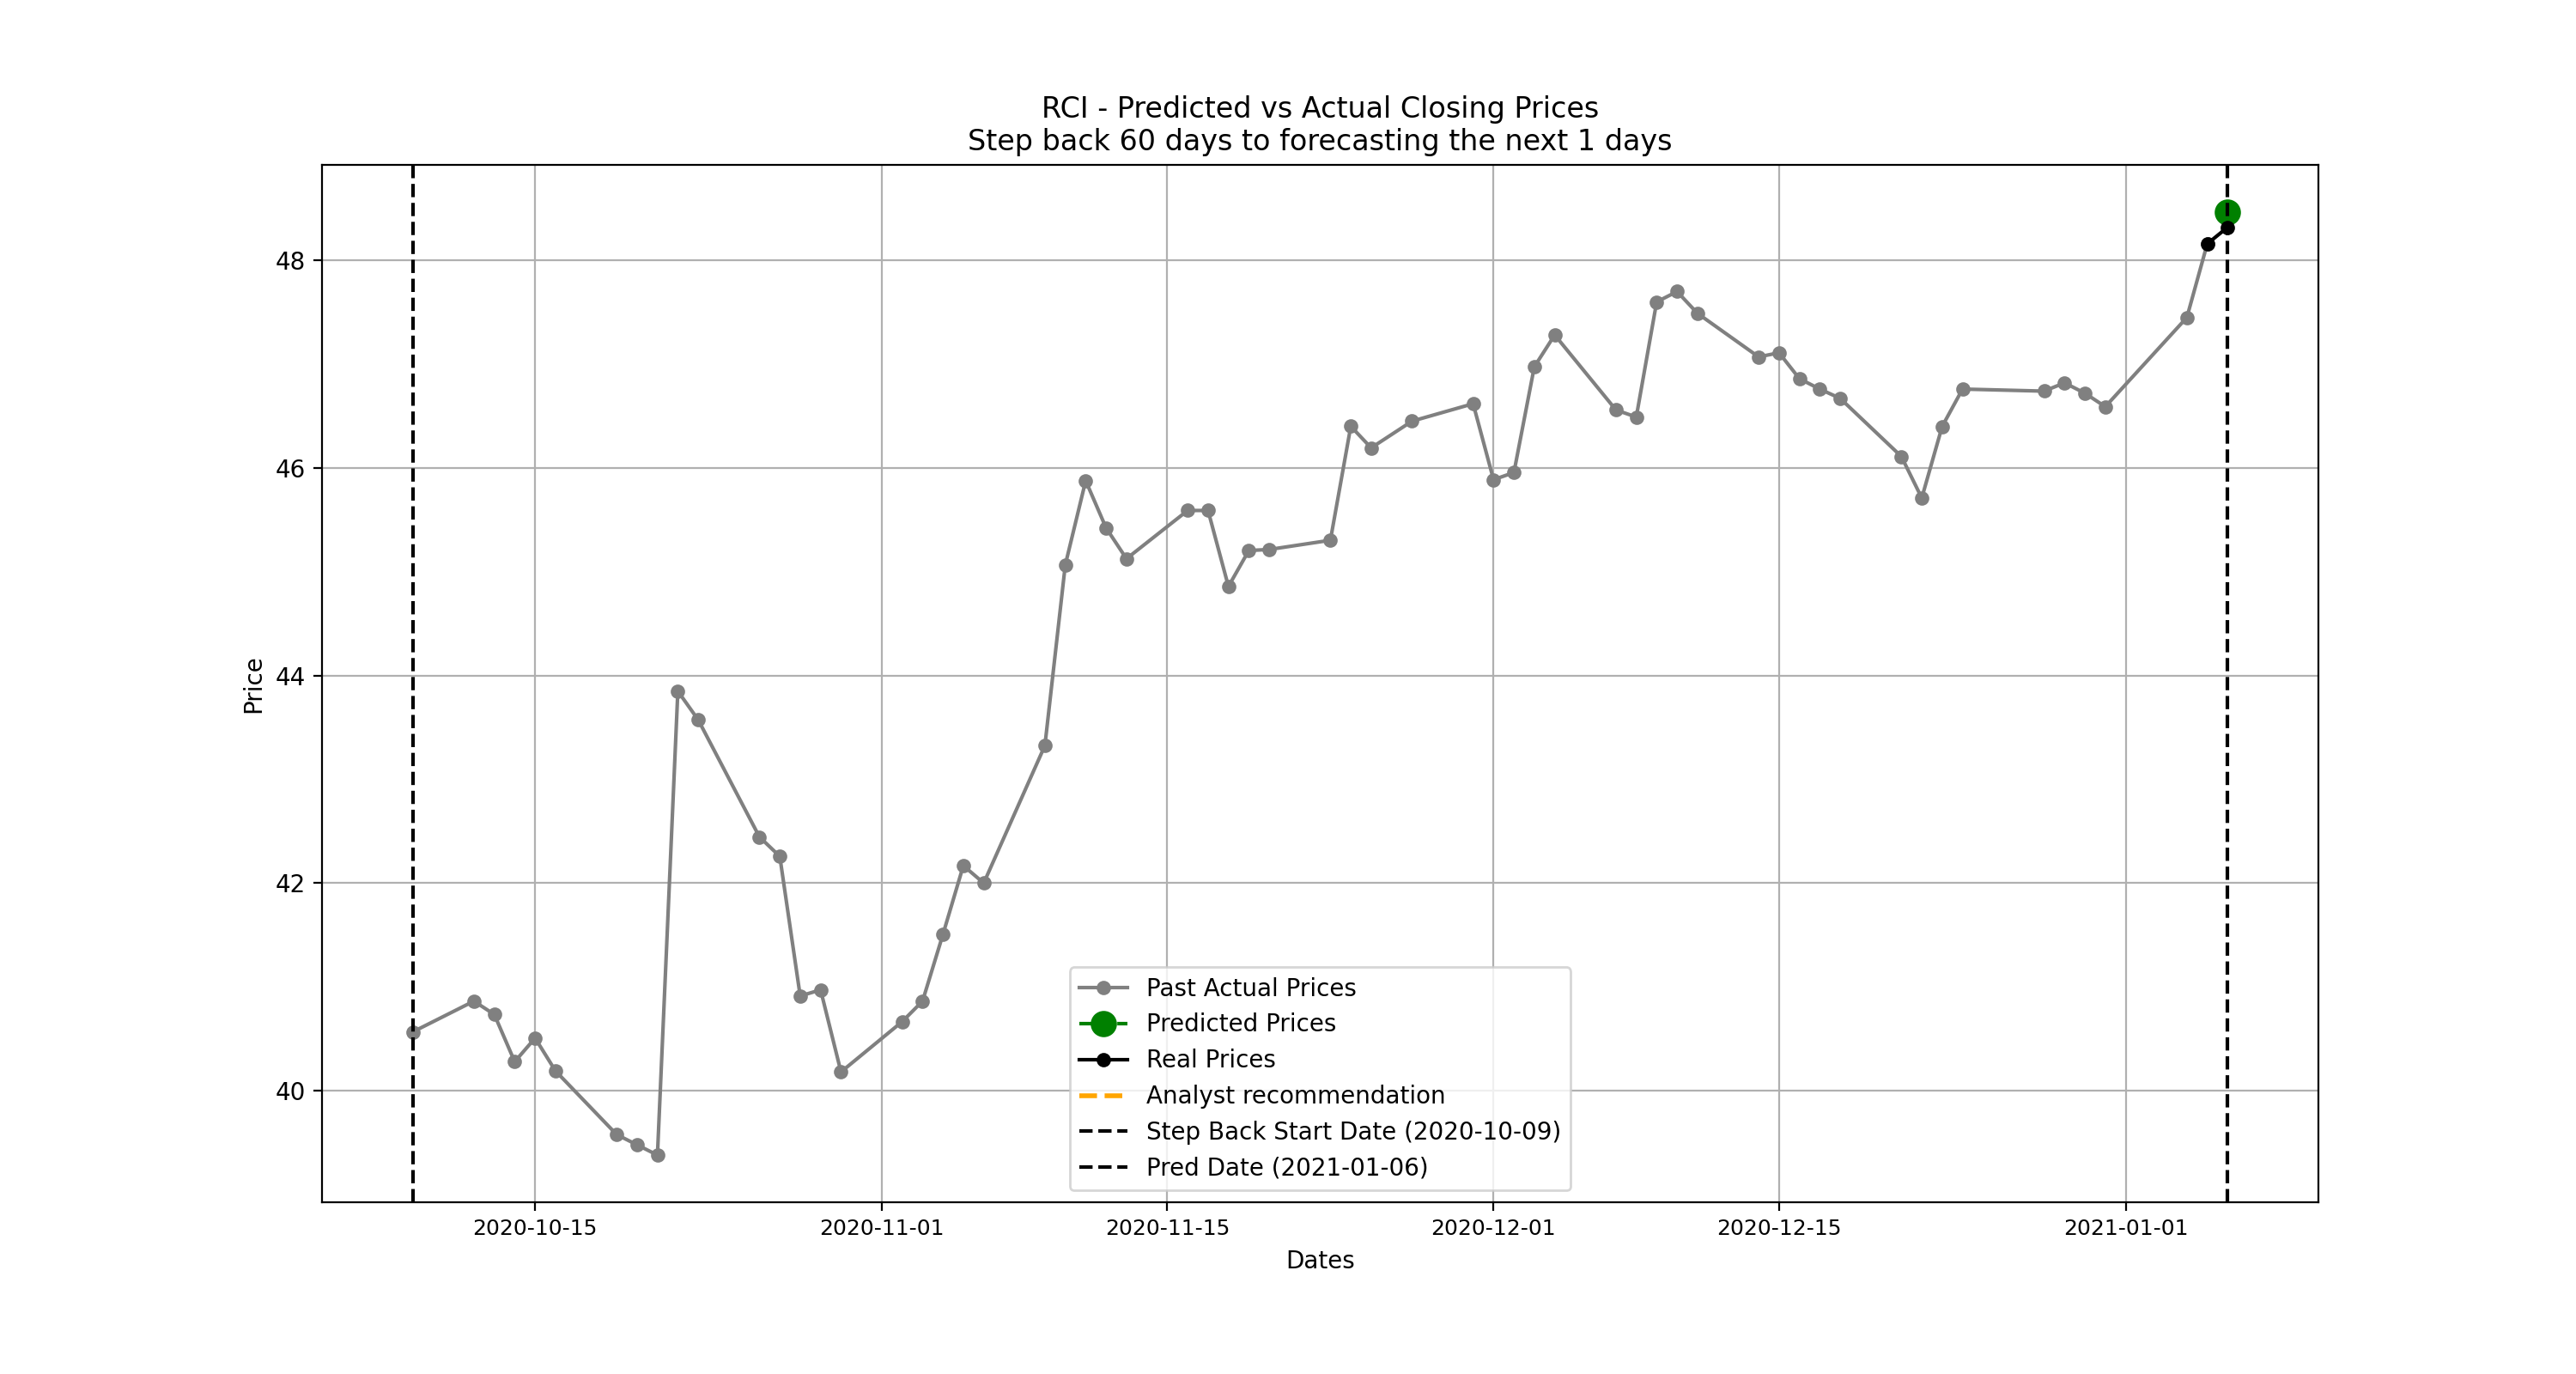 RCI - Predicted vs Actual Closing Prices
Step back 60 days to forecasting the next 1 days
Price
48
46
44
42
40
Past Actual Prices
Predicted Prices
Real Prices
Analyst recommendation
Step Back Start Date (2020-10-09)
Pred Date (2021-01-06)
2020-10-15
2020-11-01
2020-11-15
2020-12-01
2020-12-15
2021-01-01
Dates